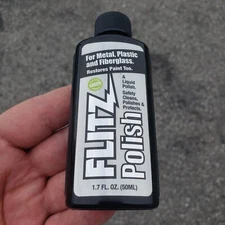 For Metal, Plastic
and Fiberglass.
Restores Paint Too.
FLITZ
Polish
A
Liquid
Polish.
Safely
Cleans,
Polishes &
Protects.
1.7 FL. OZ. (50ML)